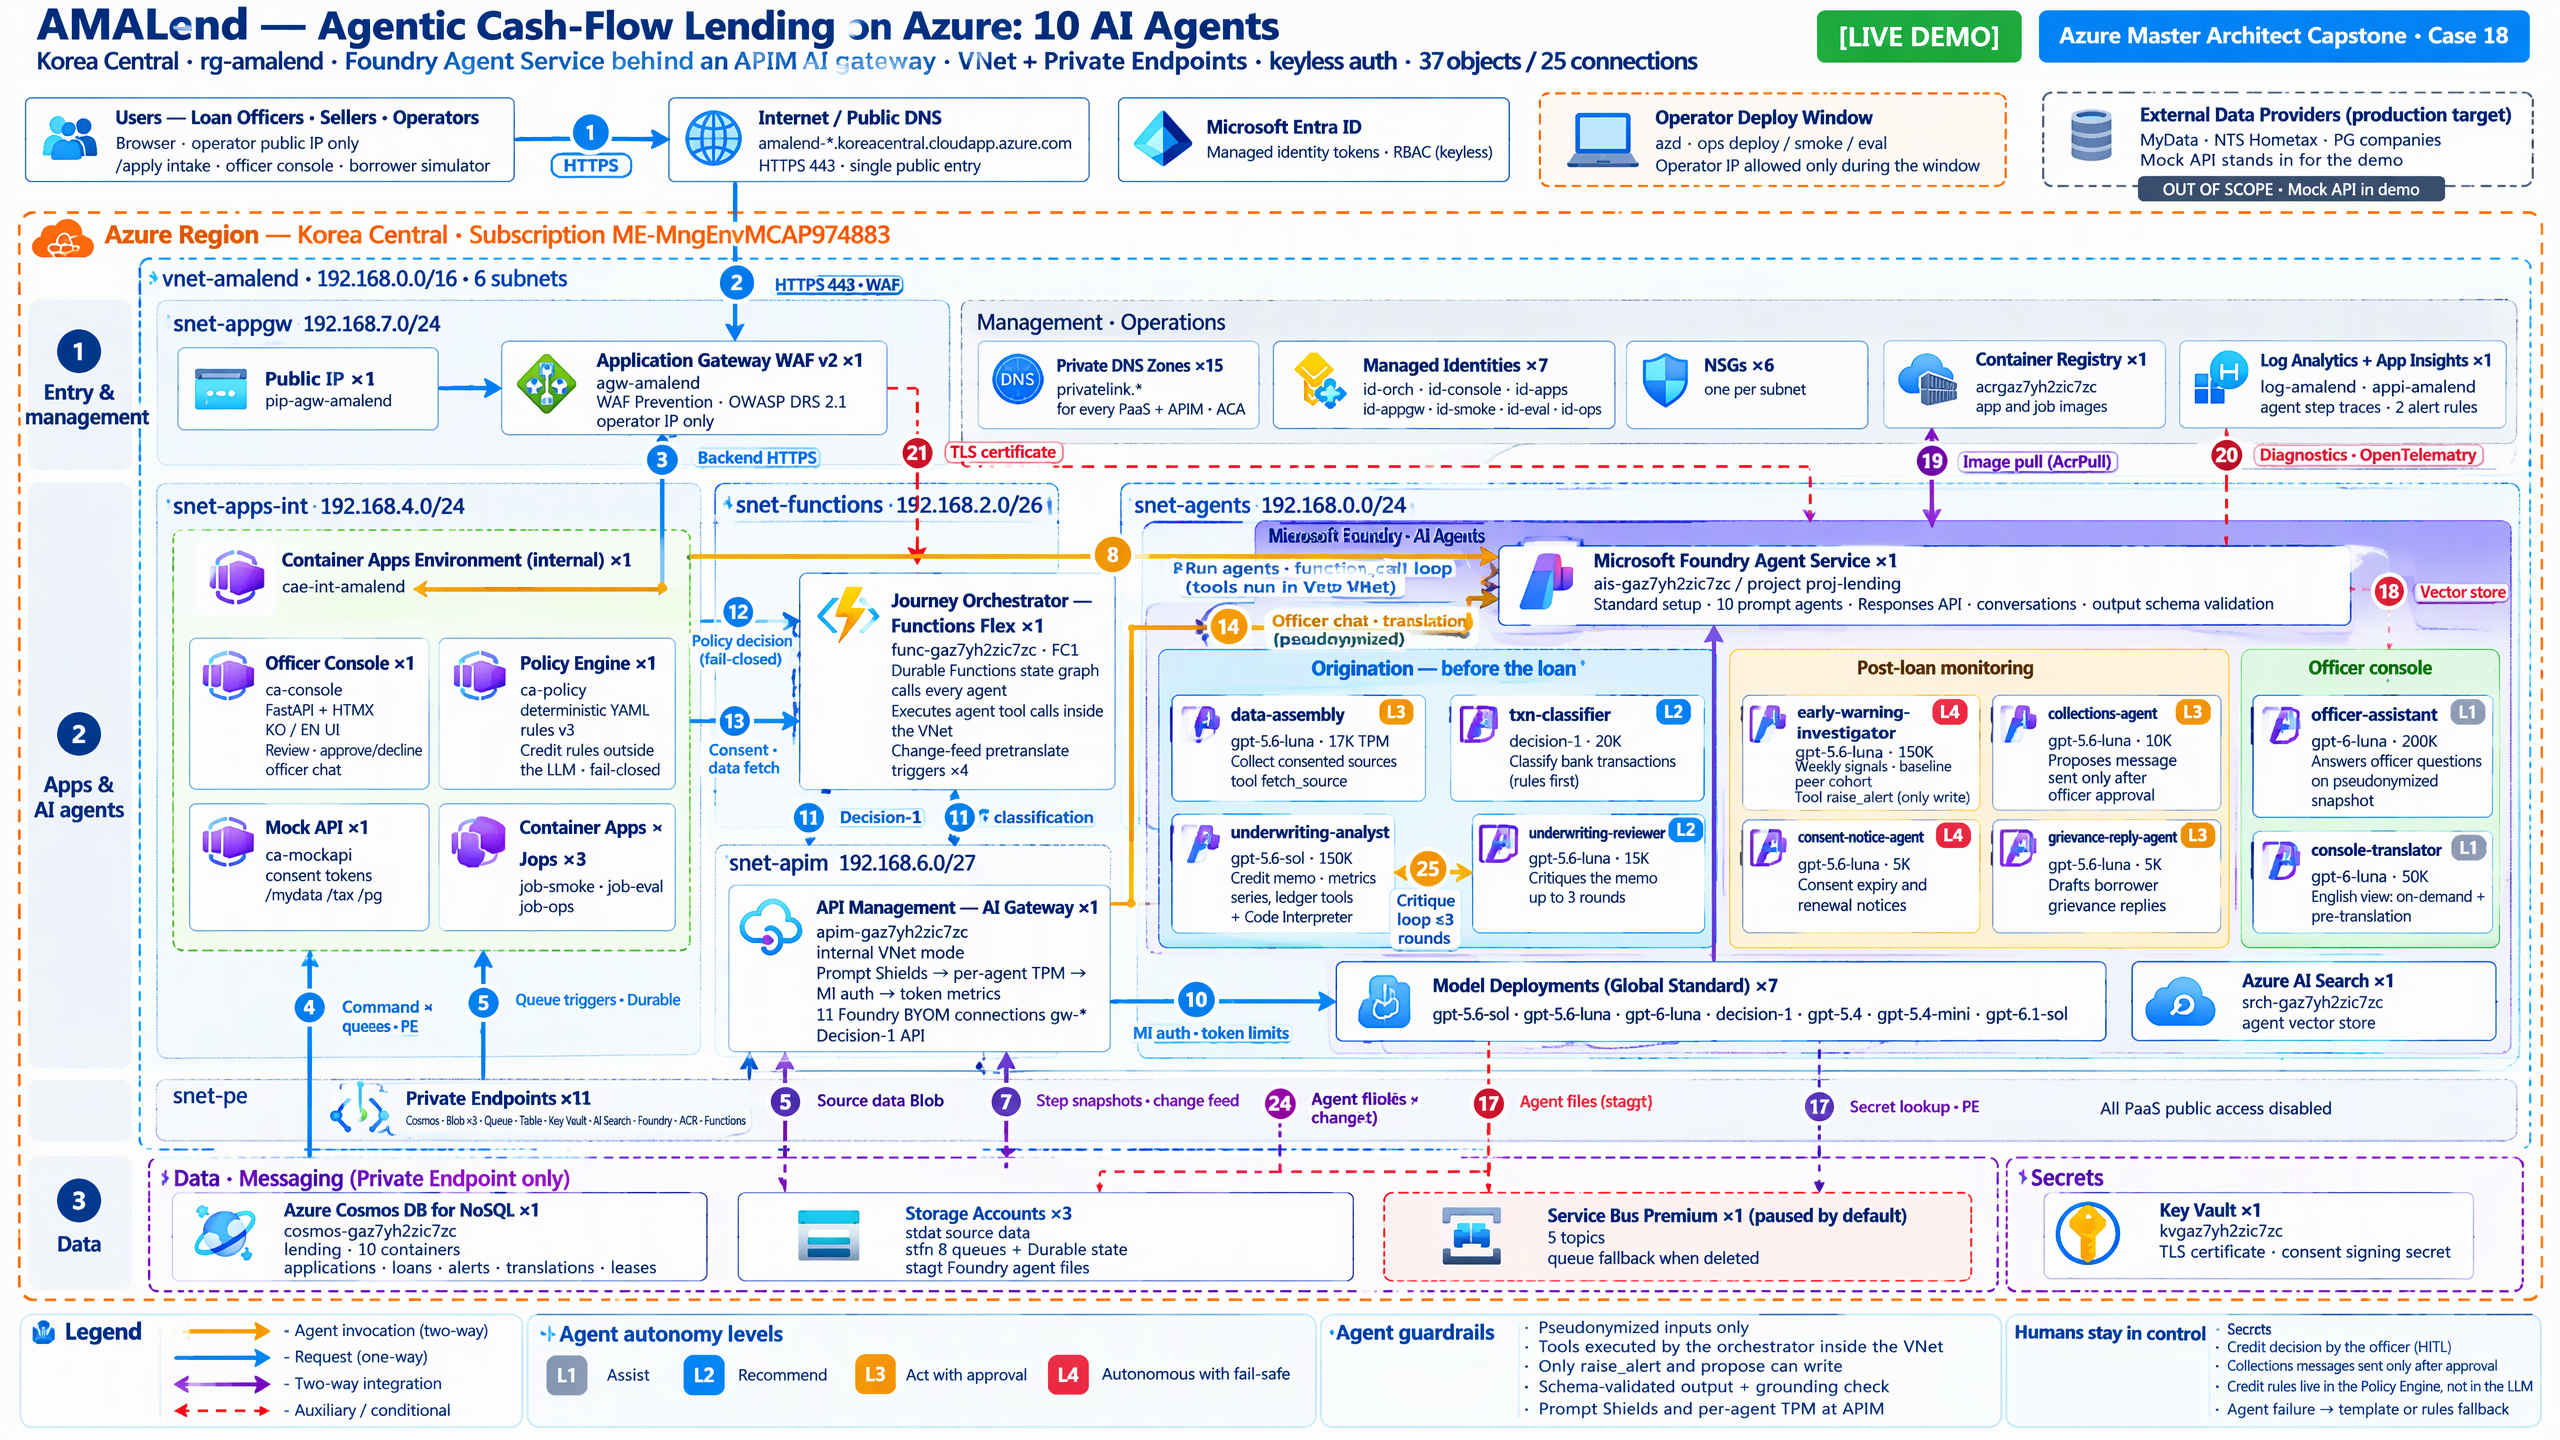 AMALend — Agentic Cash-Flow Lending on Azure: 10 AI Agents
Korea Central · rg-amalend · Foundry Agent Service behind an APIM AI gateway · VNet + Private Endpoints · keyless auth · 37 objects / 25 connections
[LIVE DEMO]
Azure Master Architect Capstone · Case 18
Users — Loan Officers · Sellers · Operators
Browser · operator public IP only
/apply intake · officer console · borrower simulator
1
HTTPS
Internet / Public DNS
amalend-*.koreacentral.cloudapp.azure.com
HTTPS 443 · single public entry
Microsoft Entra ID
Managed identity tokens · RBAC (keyless)
Operator Deploy Window
azd · ops deploy / smoke / eval
Operator IP allowed only during the window
External Data Providers (production target)
MyData · NTS Hometax · PG companies
Mock API stands in for the demo
OUT OF SCOPE · Mock API in demo
Azure Region — Korea Central · Subscription ME-MngEnvMCAP974883
vnet-amalend · 192.168.0.0/16 · 6 subnets
2
HTTPS 443 · WAF
1
Entry &
management
snet-appgw 192.168.7.0/24
Public IP ×1
pip-agw-amalend
Application Gateway WAF v2 ×1
agw-amalend
WAF Prevention · OWASP DRS 2.1
operator IP only
Management · Operations
Private DNS Zones ×15
privatelink.*
for every PaaS + APIM · ACA
DNS
Managed Identities ×7
id-orch · id-console · id-apps
id-appgw · id-smoke · id-eval · id-ops
NSGs ×6
one per subnet
Container Registry ×1
acrgaz7yh2zic7zc
app and job images
Log Analytics + App Insights ×1
log-amalend · appi-amalend
agent step traces · 2 alert rules
3
Backend HTTPS
21
TLS certificate
19
Image pull (AcrPull)
20
Diagnostics · OpenTelemetry
2
Apps &
AI agents
snet-apps-int · 192.168.4.0/24
Container Apps Environment (internal) ×1
cae-int-amalend
Officer Console ×1
ca-console
FastAPI + HTMX
KO / EN UI
Review · approve/decline
officer chat
Policy Engine ×1
ca-policy
deterministic YAML
rules v3
Credit rules outside
the LLM · fail-closed
Mock API ×1
ca-mockapi
consent tokens
/mydata /tax /pg
Container Apps ×
Jops ×3
job-smoke · job-eval
job-ops
4
Command
5
Queue triggers · Durable
snet-functions · 192.168.2.0/26
12
Policy decision
(fail-closed)
13
Consent ·
data fetch
Journey Orchestrator —
Functions Flex ×1
func-gaz7yh2zic7zc · FC1
Durable Functions state graph
calls every agent
Executes agent tool calls inside
the VNet
Change-feed pretranslate
triggers ×4
11
Decision-1
11
classification
snet-apim 192.168.6.0/27
API Management — AI Gateway ×1
apim-gaz7yh2zic7zc
internal VNet mode
Prompt Shields → per-agent TPM →
MI auth → token metrics
11 Foundry BYOM connections gw-*
Decision-1 API
snet-agents 192.168.0.0/24
Microsoft Foundry · AI Agents
8
Run agents · function_call loop
(tools nun in VNet)
14
Officer chat · translation
(pseudonymized)
Microsoft Foundry Agent Service ×1
ais-gaz7yh2zic7zc / project proj-lending
Standard setup · 10 prompt agents · Responses API · conversations · output schema validation
18
Vector store
Origination — before the loan
data-assembly
L3
gpt-5.6-luna · 17K TPM
Collect consented sources
tool fetch_source
txn-classifier
L2
decision-1 · 20K
Classify bank transactions
(rules first)
underwriting-analyst
gpt-5.6-sol · 150K
Credit memo · metrics
series, ledger tools
+ Code Interpreter
25
Critique
loop ≤3
rounds
underwriting-reviewer
L2
gpt-5.6-luna · 15K
Critiques the memo
up to 3 rounds
Post-loan monitoring
early-warning-
investigator
L4
gpt-5.6-luna · 150K
Weekly signals · baseline
peer cohort
Tool raise_alert (only write)
collections-agent
L3
gpt-5.6-luna · 10K
Proposes message
sent only after
officer approval
consent-notice-agent
L4
gpt-5.6-luna · 5K
Consent expiry and
renewal notices
grievance-reply-agent
L3
gpt-5.6-luna · 5K
Drafts borrower
grievance replies
Officer console
officer-assistant
L1
gpt-6-luna · 200K
Answers officer questions
on pseudonymized
snapshot
console-translator
L1
gpt-6-luna · 50K
English view: on-demand +
pre-translation
10
MI auth · token limits
Model Deployments (Global Standard) ×7
gpt-5.6-sol · gpt-5.6-luna · gpt-6-luna · decision-1 · gpt-5.4 · gpt-5.4-mini · gpt-6.1-sol
Azure AI Search ×1
srch-gaz7yh2zic7zc
agent vector store
snet-pe
Private Endpoints ×11
Cosmos · Blob ×3 · Queue · Table · Key Vault · AI Search · Foundry · ACR · Functions
5
Source data Blob
7
Step snapshots · change feed
24
Agent
17
Agent files (stagt)
17
Secret lookup · PE
All PaaS public access disabled
3
Data
Data · Messaging (Private Endpoint only)
Azure Cosmos DB for NoSQL ×1
cosmos-gaz7yh2zic7zc
lending · 10 containers
applications · loans · alerts · translations · leases
Storage Accounts ×3
stdat source data
stfn 8 queues + Durable state
stagt Foundry agent files
Service Bus Premium ×1 (paused by default)
5 topics
queue fallback when deleted
Secrets
Key Vault ×1
kvgaz7yh2zic7zc
TLS certificate · consent signing secret
Legend
- Agent invocation (two-way)
- Request (one-way)
- Two-way integration
- Auxiliary / conditional
Agent autonomy levels
L1 Assist
L2 Recommend
L3 Act with approval
L4 Autonomous with fail-safe
Agent guardrails
· Pseudonymized inputs only
· Tools executed by the orchestrator inside the VNet
· Only raise_alert and propose can write
· Schema-validated output + grounding check
· Prompt Shields and per-agent TPM at APIM
Humans stay in control
· Secrets
· Credit decision by the officer (HITL)
· Collections messages sent only after approval
· Credit rules live in the Policy Engine, not in the LLM
· Agent failure → template or rules fallback